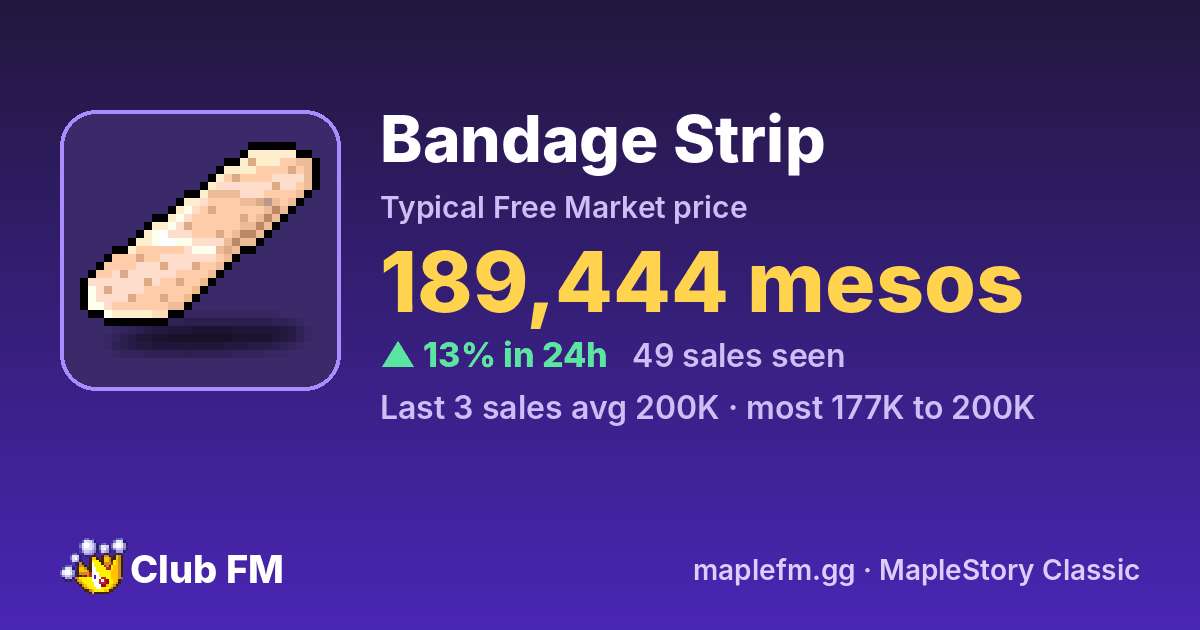 Bandage Strip
Typical Free Market price
189,444 mesos
▲ 13% in 24h 49 sales seen
Last 3 sales avg 200K · most 177K to 200K
Club FM
maplefm.gg · MapleStory Classic